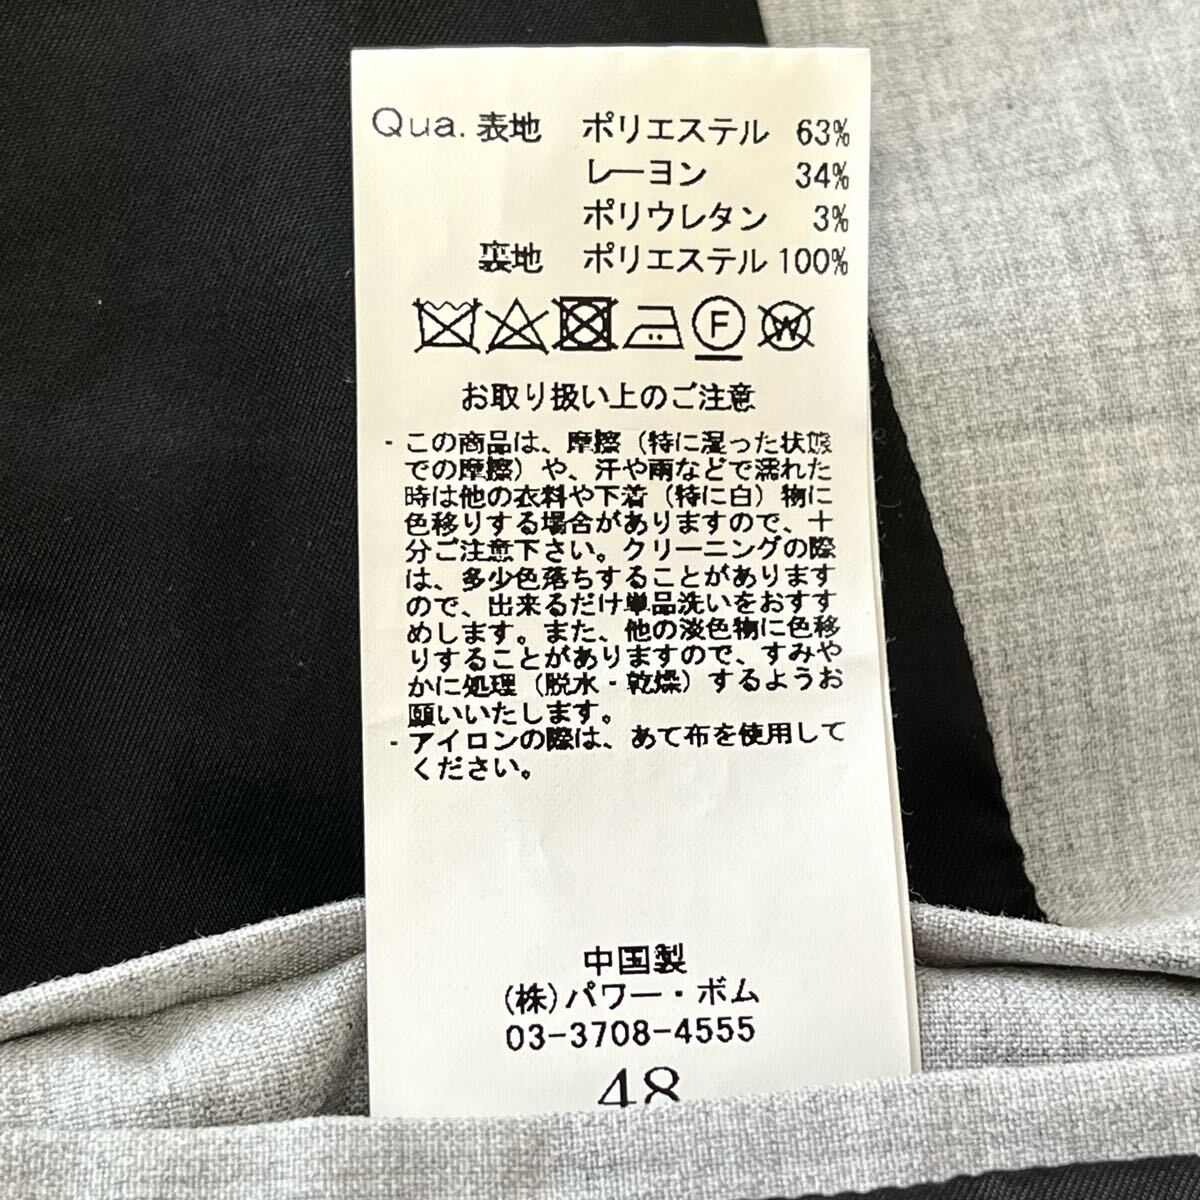 Qua. 表地 ポリエステル 63%
レーヨン 34%
ポリウレタン 3%
裏地 ポリエステル 100%
F W
お取り扱い上のご注意
・この商品は、摩擦（特に湿った状態
での摩擦）や、汗や雨などで濡れた
時は他の衣料や下着（特に白）物に
色移りする場合がありますので、十
分ご注意下さい。クリーニングの際
は、多少色落ちすることがあります
ので、出来るだけ単品洗いをおすす
めします。また、他の淡色物に色移
りすることがありますので、すみや
かに処理（脱水・乾燥）するようお
願いいたします。
・アイロンの際は、あて布を使用して
ください。
中国製
(株)パワー・ボム
03-3708-4555
48